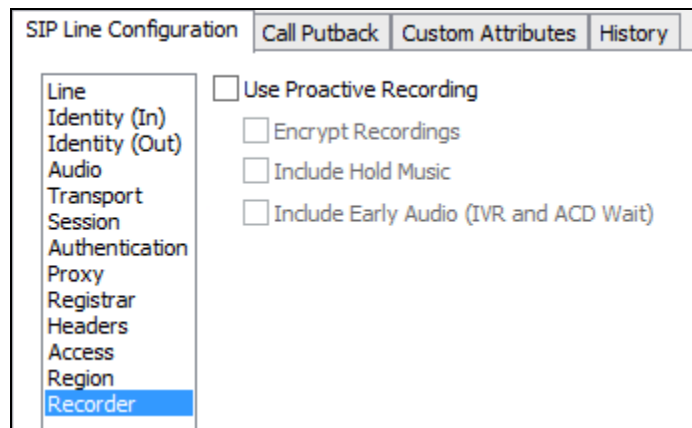 SIP Line Configuration
Call Putback
Custom Attributes
History
Line
Identity (In)
Identity (Out)
Audio
Transport
Session
Authentication
Proxy
Registrar
Headers
Access
Region
Recorder
Use Proactive Recording
Encrypt Recordings
Include Hold Music
Include Early Audio (IVR and ACD Wait)